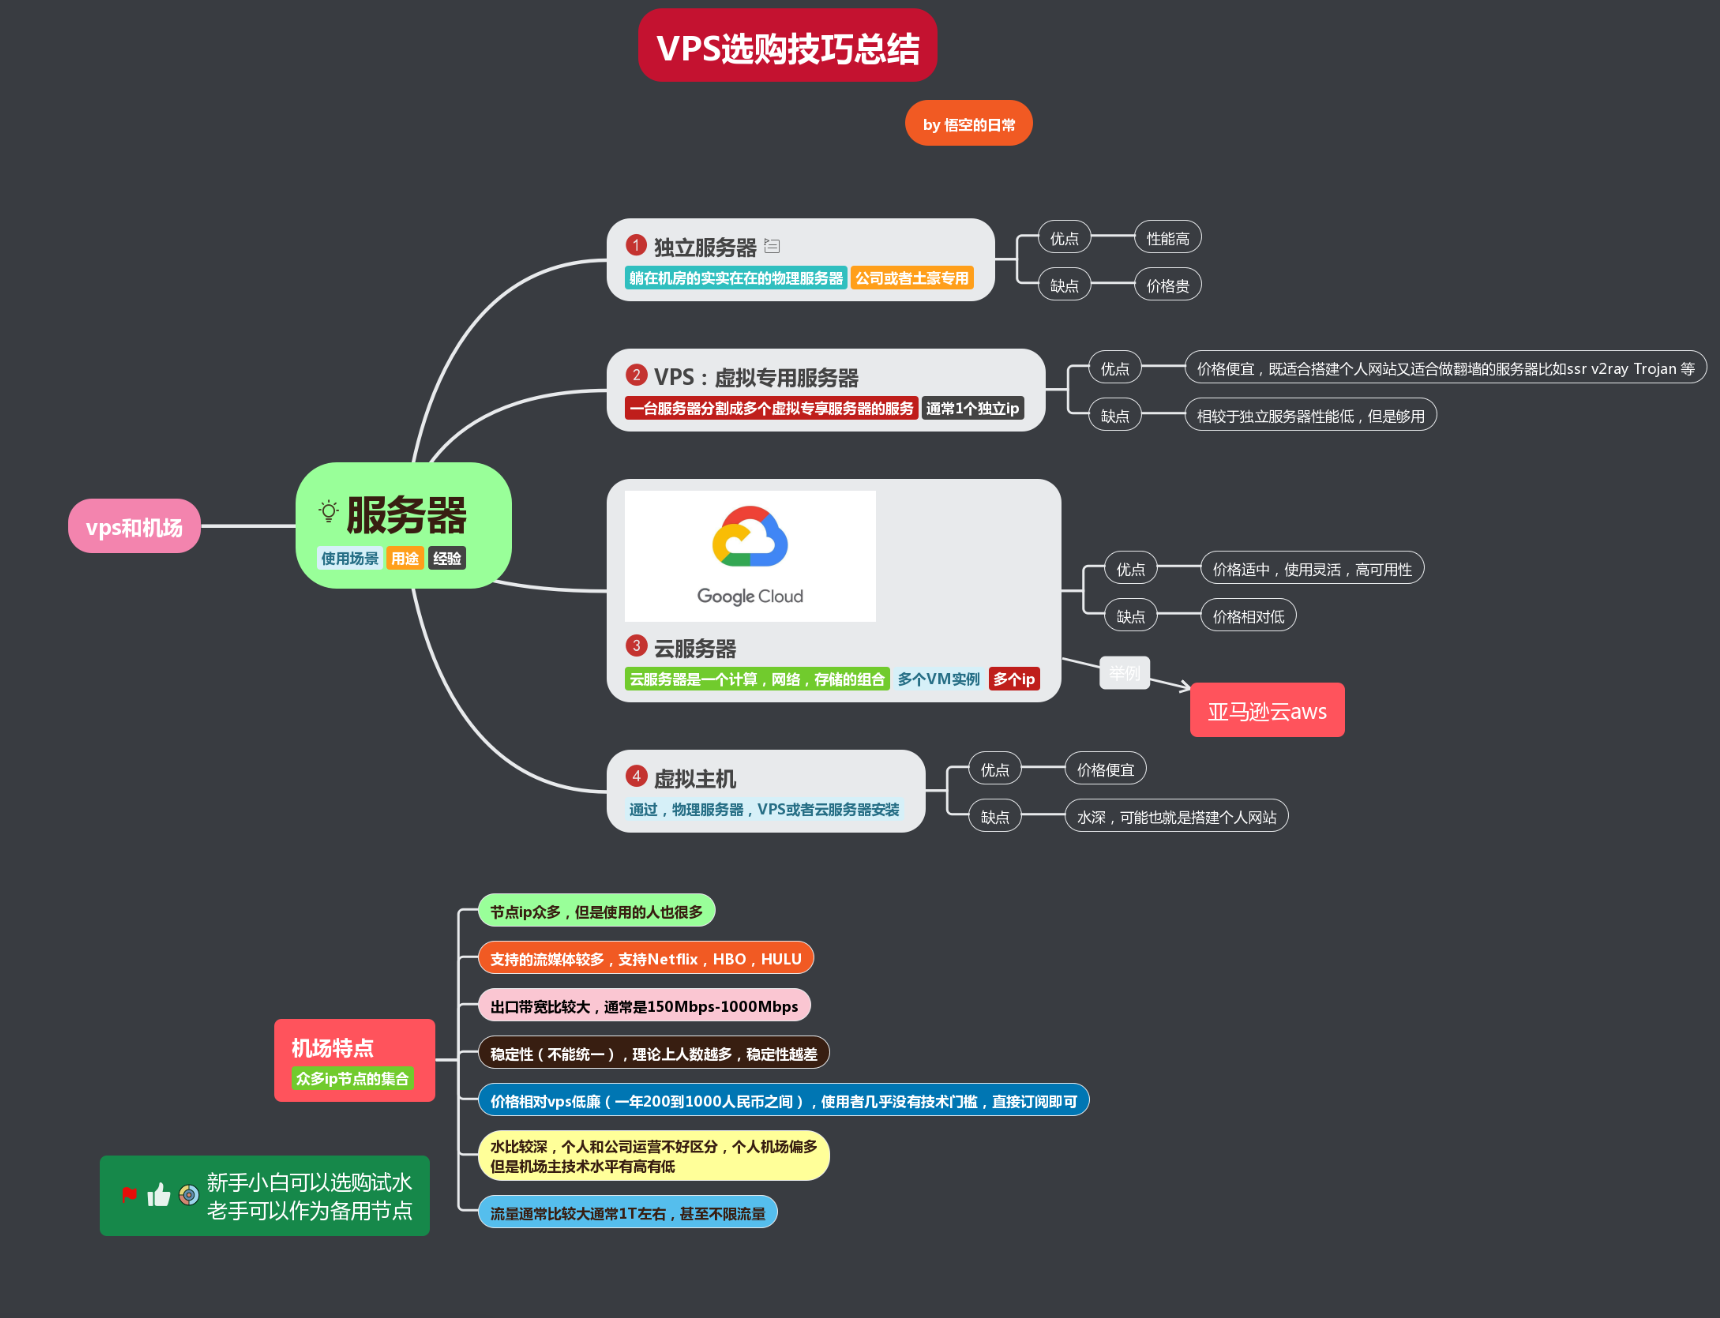 VPS选购技巧总结
by 悟空的日常
vps和机场
服务器
使用场景 用途 经验
1 独立服务器
躺在机房的实实在在的物理服务器 公司或者土豪专用
优点
性能高
缺点
价格贵
2 VPS：虚拟专用服务器
一台服务器分割成多个虚拟专享服务器的服务 通常1个独立ip
优点
价格便宜，既适合搭建个人网站又适合做翻墙的服务器比如ssr v2ray Trojan 等
缺点
相较于独立服务器性能低，但是够用
Google Cloud
3 云服务器
云服务器是一个计算，网络，存储的组合 多个VM实例 多个ip
优点
价格适中，使用灵活，高可用性
缺点
价格相对低
举例
亚马逊云aws
4 虚拟主机
通过，物理服务器，VPS或者云服务器安装
优点
价格便宜
缺点
水深，可能也就是搭建个人网站
机场特点
众多ip节点的集合
节点ip众多，但是使用的人也很多
支持的流媒体较多，支持Netflix，HBO，HULU
出口带宽比较大，通常是150Mbps-1000Mbps
稳定性（不能统一），理论上人数越多，稳定性越差
价格相对vps低廉（一年200到1000人民币之间），使用者几乎没有技术门槛，直接订阅即可
水比较深，个人和公司运营不好区分，个人机场偏多
但是机场主技术水平有高有低
流量通常比较大通常1T左右，甚至不限流量
新手小白可以选购试水
老手可以作为备用节点